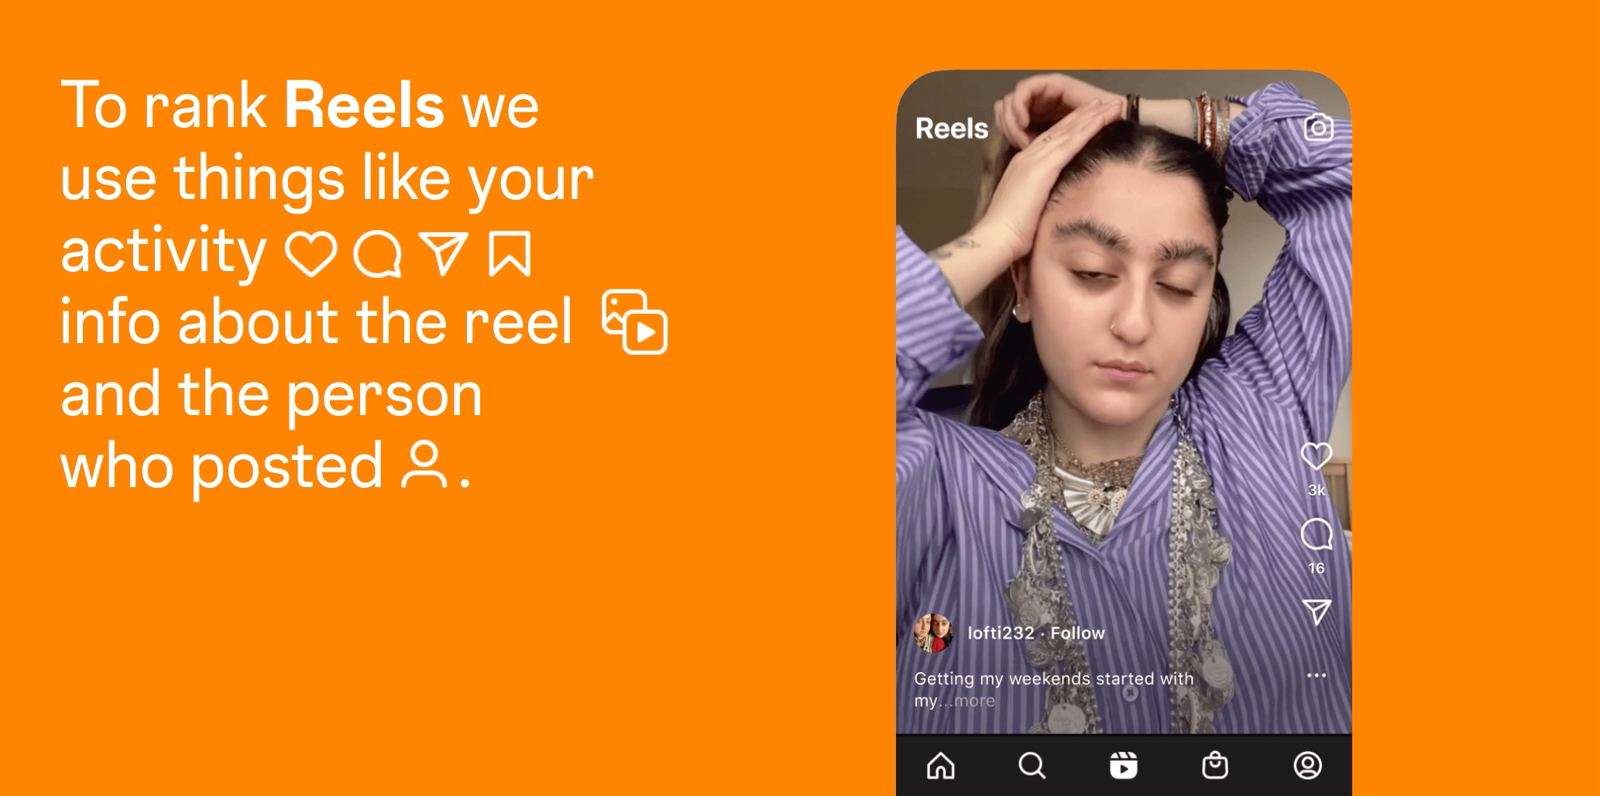 To rank Reels we
use things like your
activity
info about the reel
and the person
who posted .
Reels
3k
16
lofti232 · Follow
Getting my weekends started with
my...more